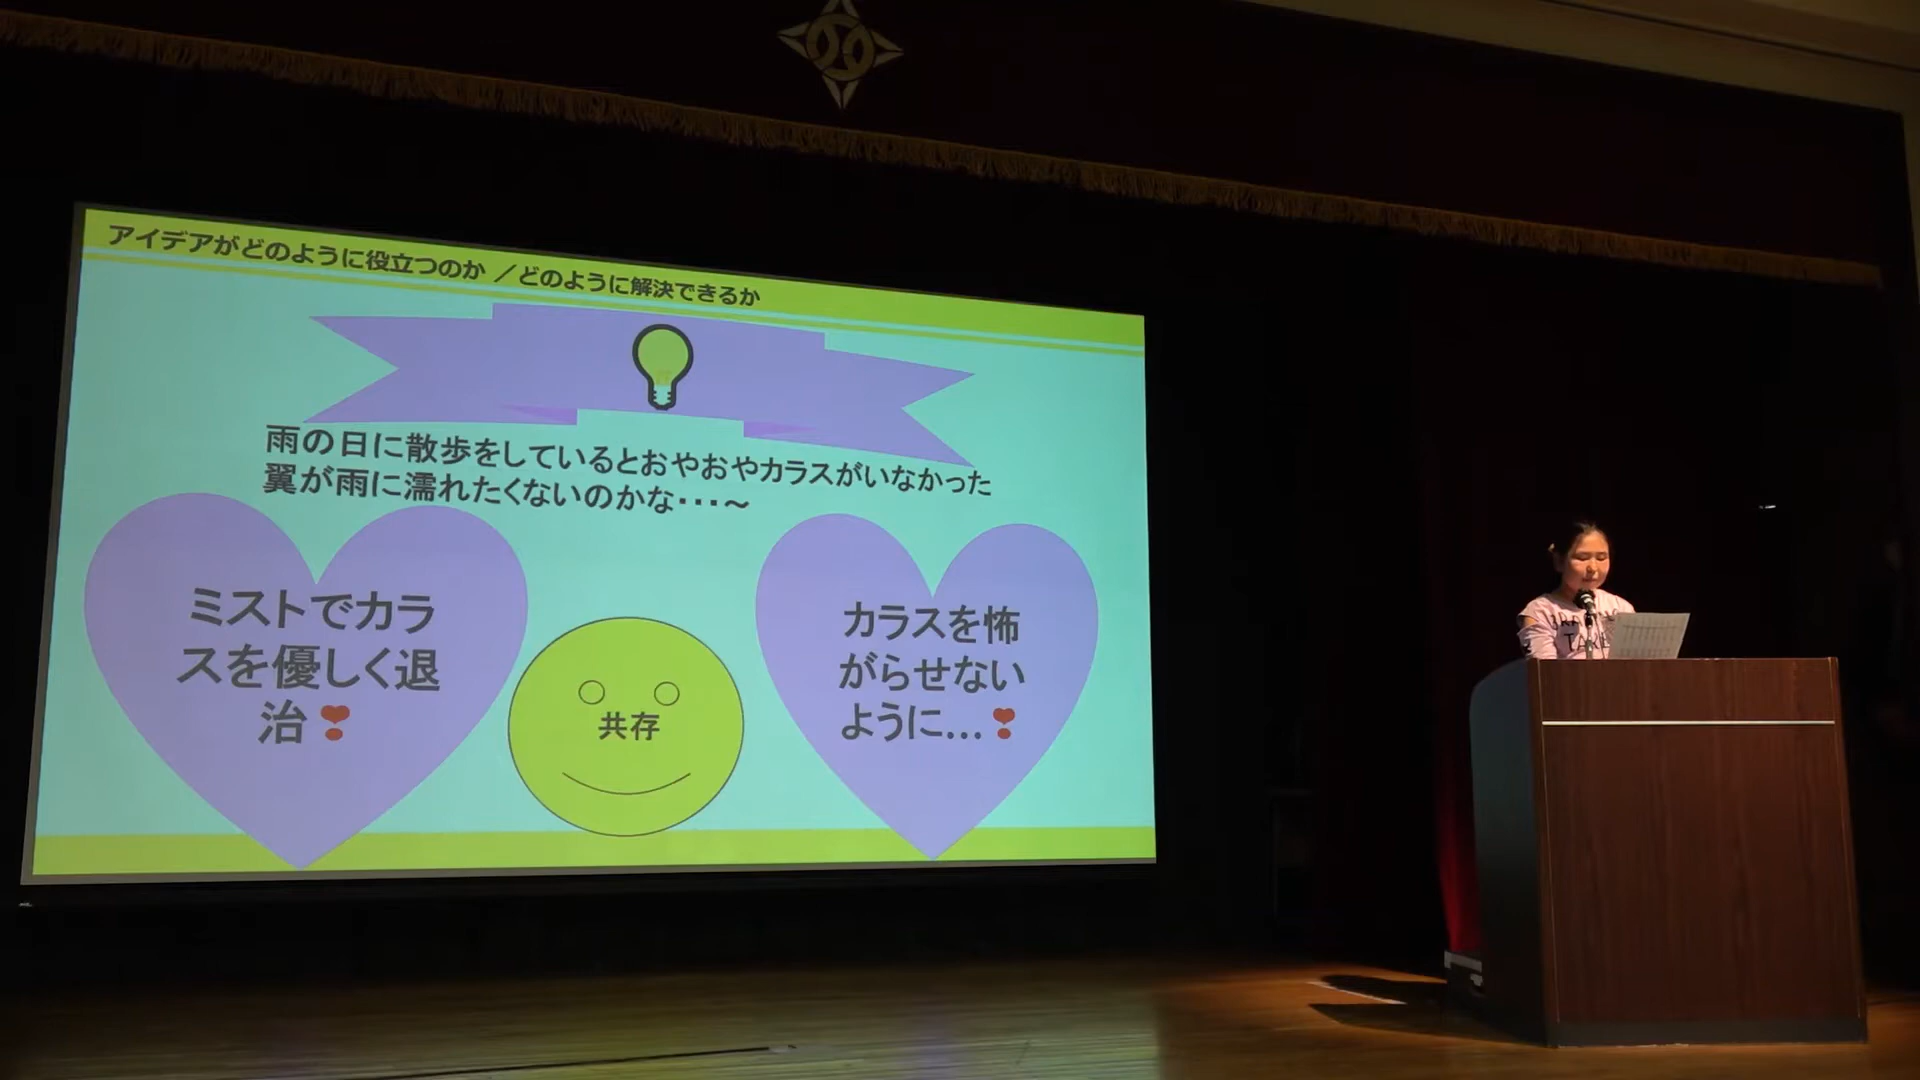 アイデアがどのように役立つのか ／どのように解決できるか
雨の日に散歩をしているとおやおやカラスがいなかった
翼が雨に濡れたくないのかな・・・～
ミストでカラ
スを優しく退
治❣
共存
カラスを怖
がらせない
ように…❣